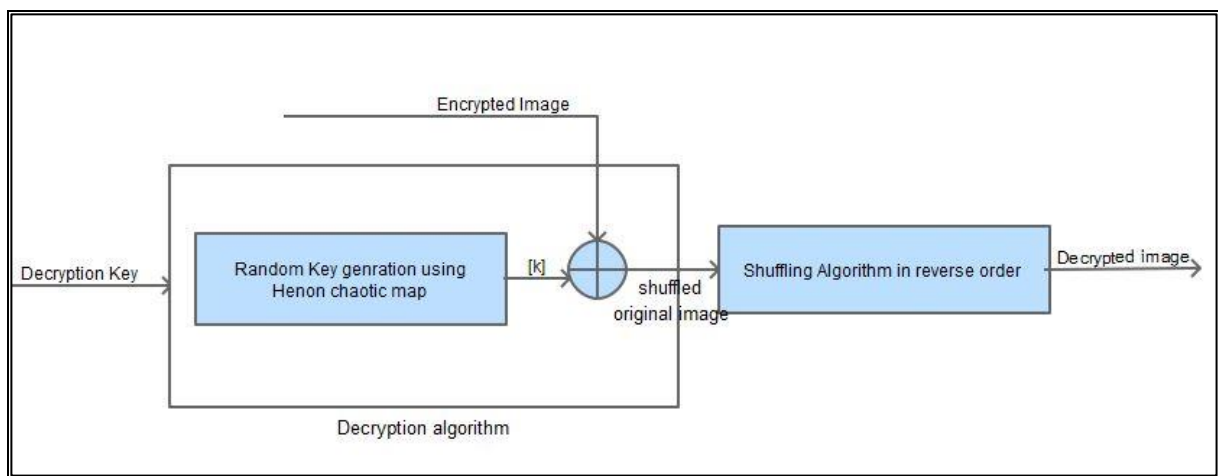 Encrypted Image
Decryption Key
Random Key genration using
Henon chaotic map
[k]
shuffled
original image
Shuffling Algorithm in reverse order
Decrypted image
Decryption algorithm